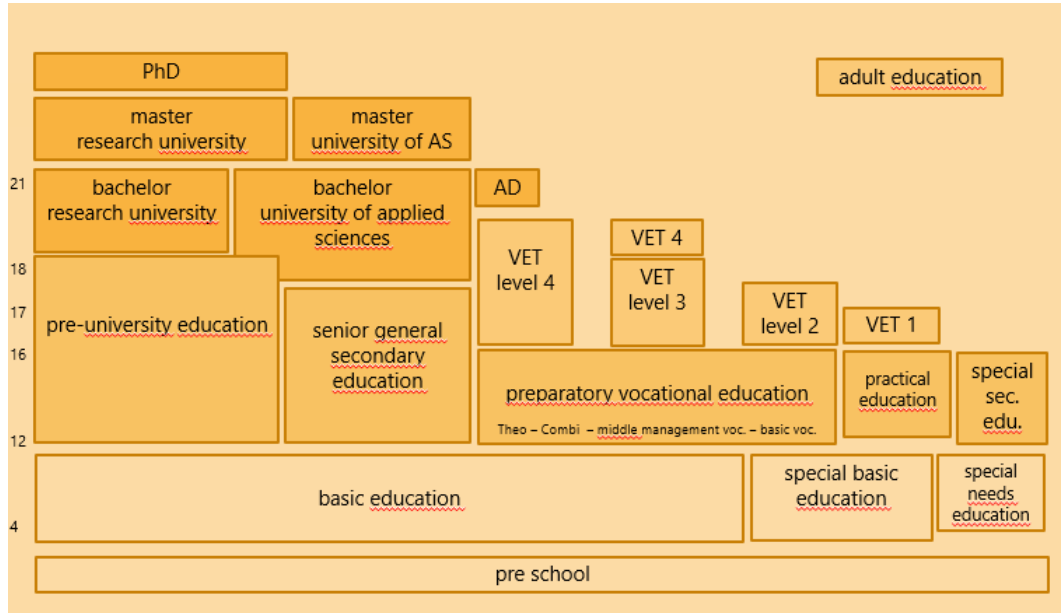 PhD
adult education
master
research university
master
university of AS
21
bachelor
research university
bachelor
university of applied
sciences
AD
VET
level 4
VET 4
18
VET
level 3
17
VET
level 2
VET 1
pre-university education
senior general
secondary
education
16
preparatory vocational education
Theo – Combi – middle management voc. – basic voc.
practical
education
special
sec.
edu.
12
basic education
special basic
education
special
needs
education
4
pre school